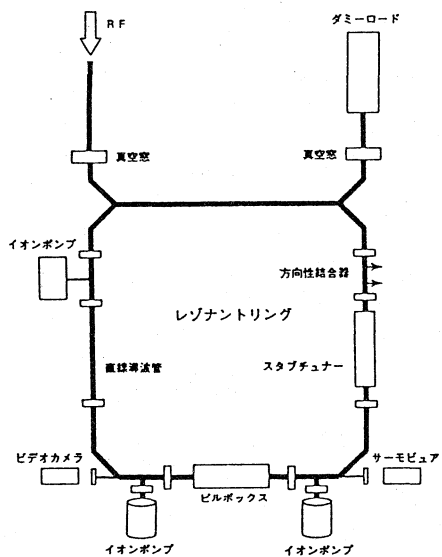 RF
ダミーロード
真空窓
真空窓
イオンポンプ
方向性結合器
レゾナントリング
直線導波管
スタブチューナー
ビデオカメラ
サーモビュア
ピルボックス
イオンポンプ
イオンポンプ